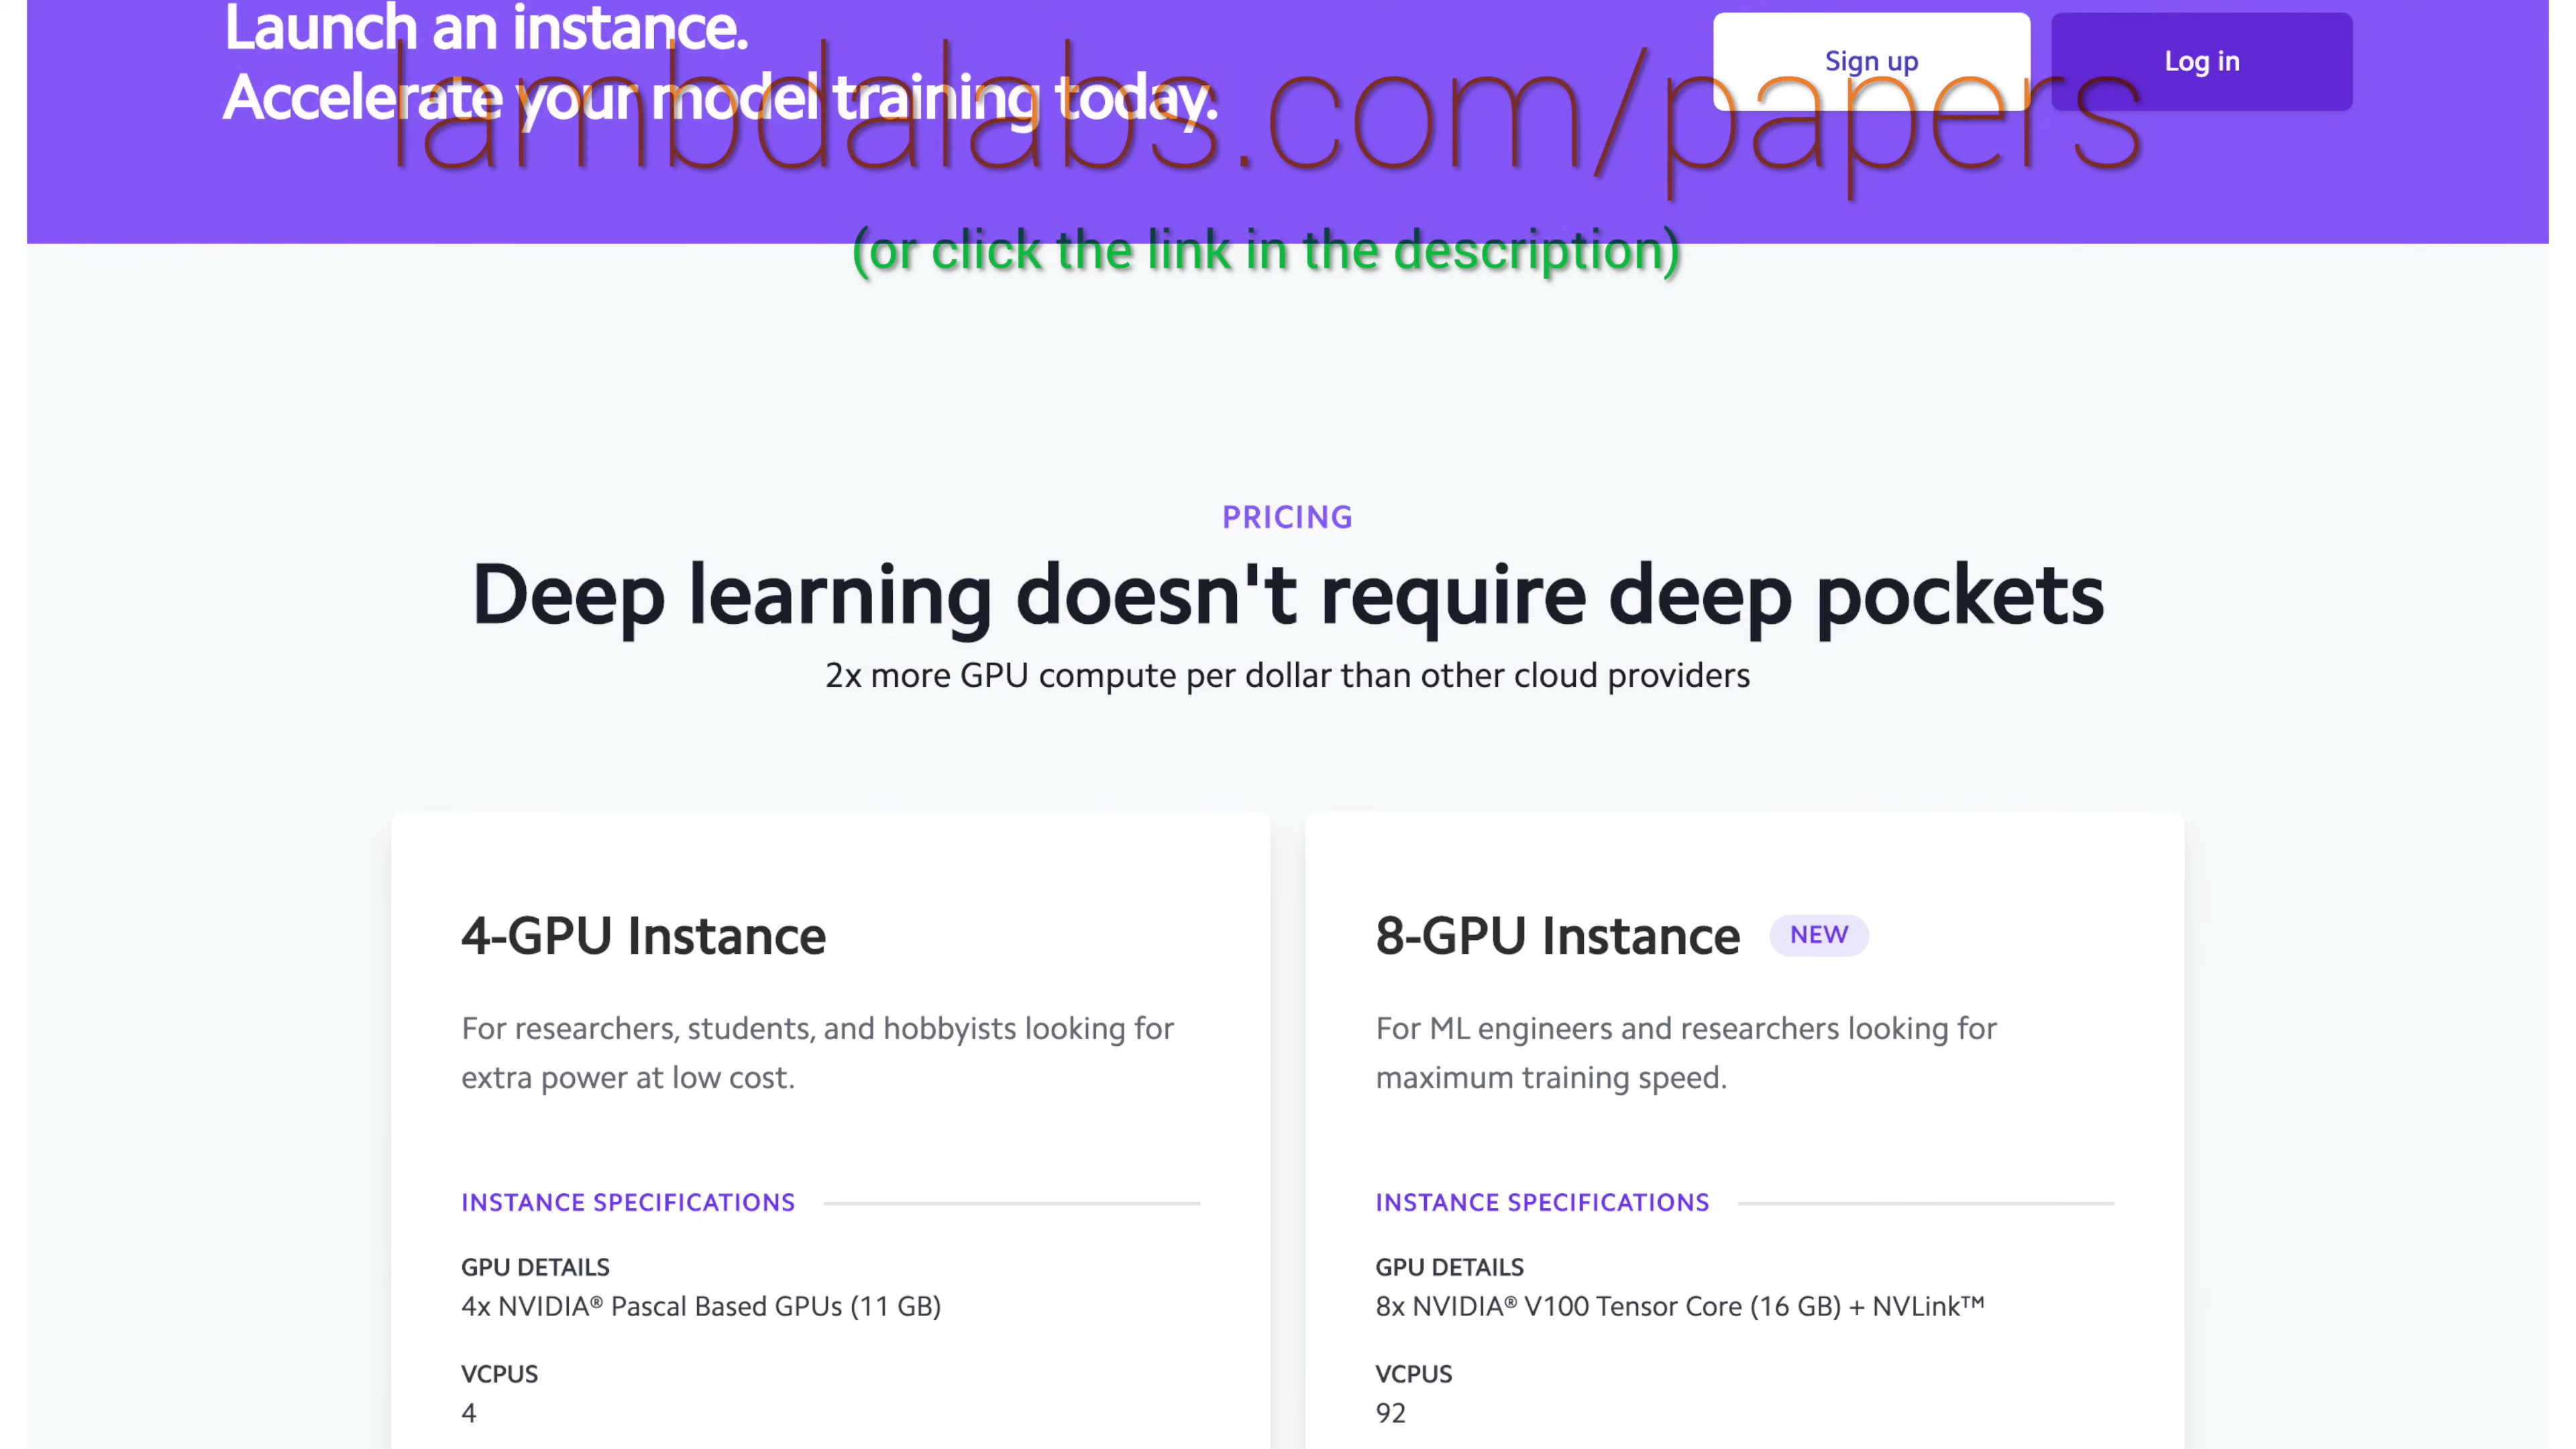 Launch an instance.
Accelerate your model training today.
Sign up
Log in
lambdalabs.com/papers
(or click the link in the description)
PRICING
Deep learning doesn't require deep pockets
2x more GPU compute per dollar than other cloud providers
4-GPU Instance
For researchers, students, and hobbyists looking for
extra power at low cost.
INSTANCE SPECIFICATIONS
GPU DETAILS
4x NVIDIA® Pascal Based GPUs (11 GB)
VCPUS
4
8-GPU Instance NEW
For ML engineers and researchers looking for
maximum training speed.
INSTANCE SPECIFICATIONS
GPU DETAILS
8x NVIDIA® V100 Tensor Core (16 GB) + NVLink™
VCPUS
92